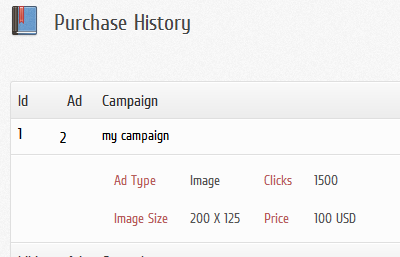 Purchase History
Id Ad Campaign
1 2 my campaign
Ad Type Image Clicks 1500
Image Size 200 X 125 Price 100 USD